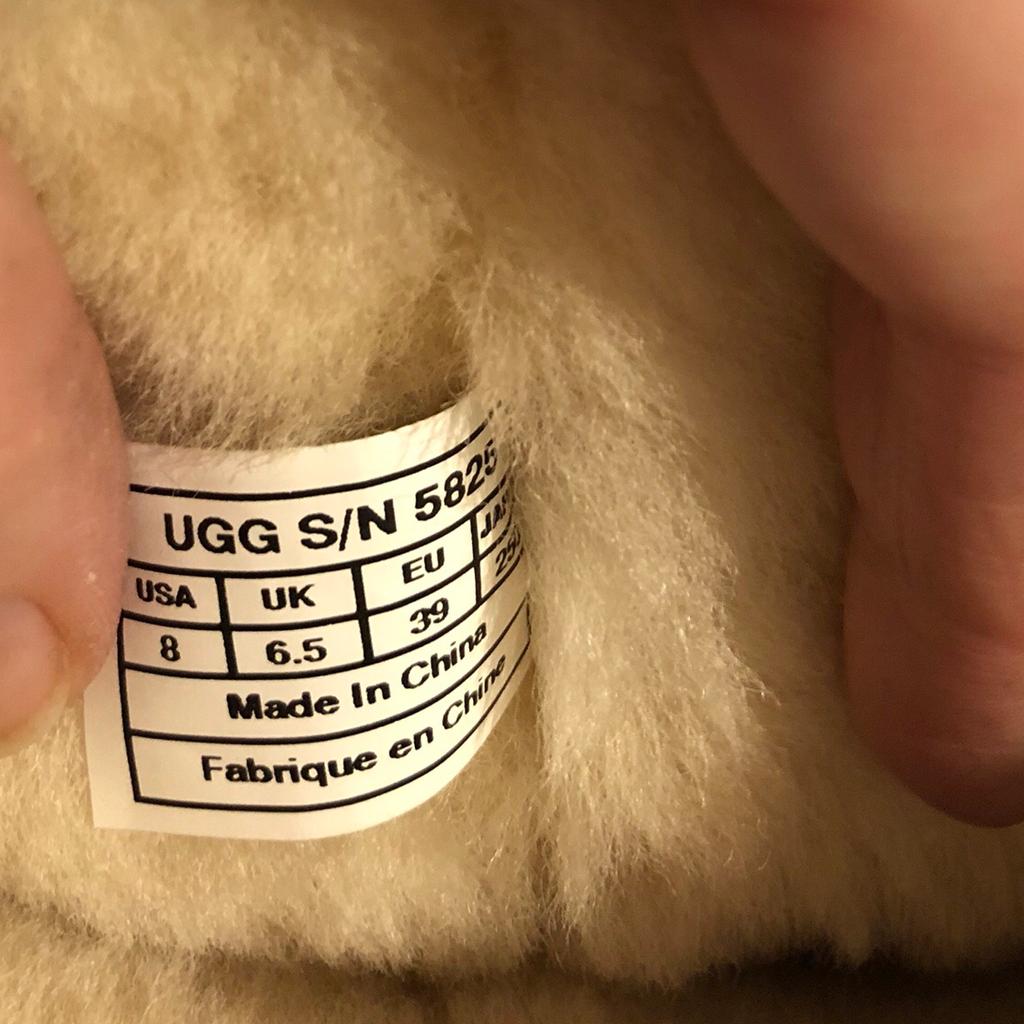 UGG S/N 5825
USA UK EU
8 6.5 39
Made In China
Fabrique en Chine